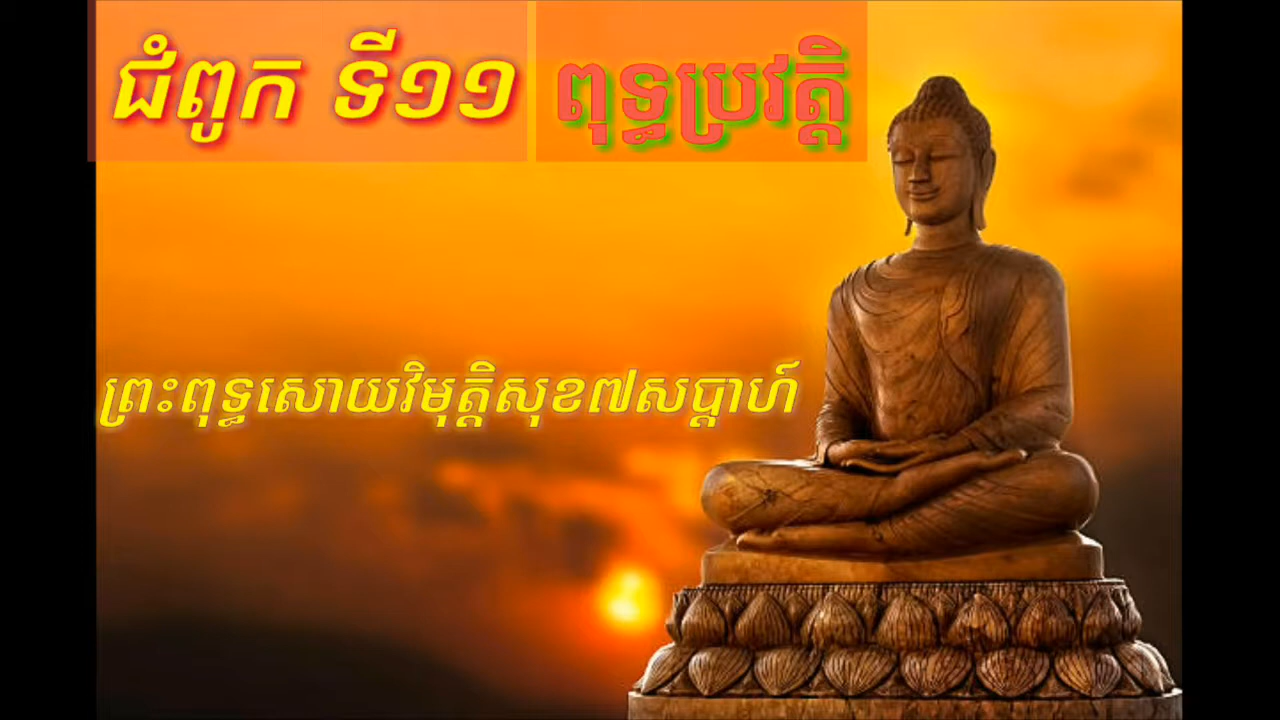 ជំពូក ទី១១ ពុទ្ធប្រវត្តិ
ព្រះពុទ្ធសោយវិមុត្តិសុខ៧សប្តាហ៍